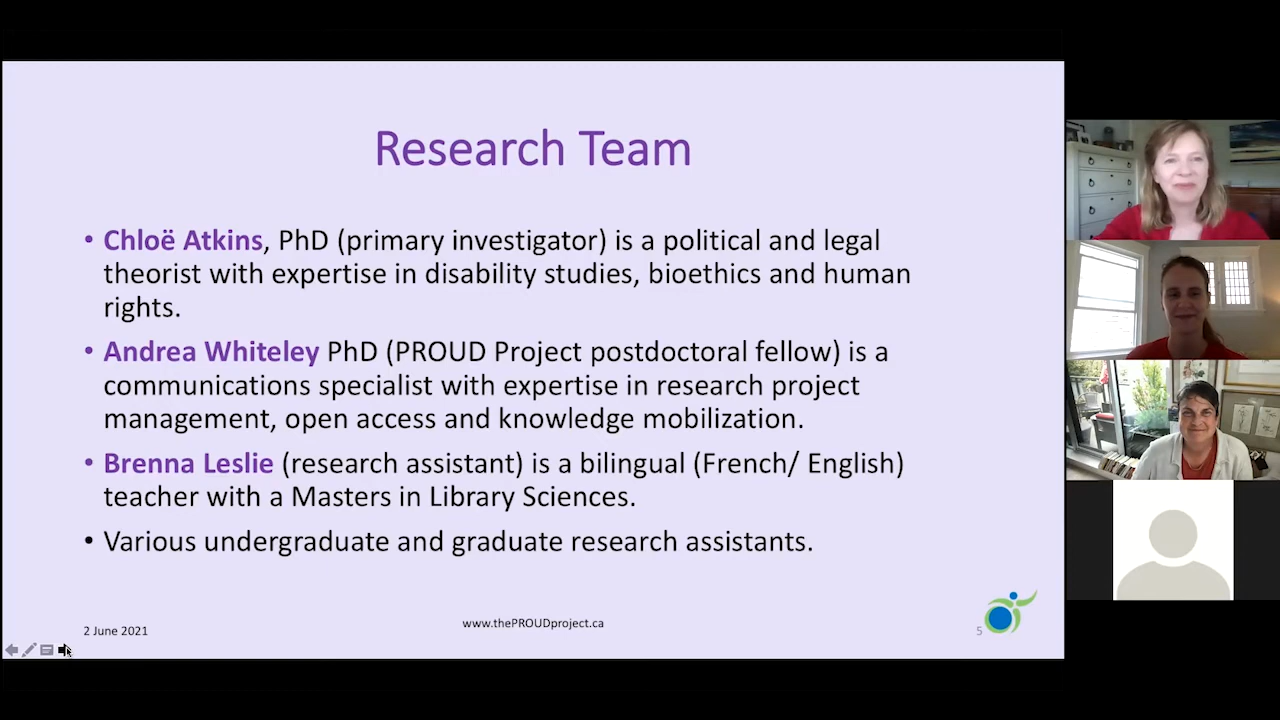 Research Team
• Chloë Atkins, PhD (primary investigator) is a political and legal
theorist with expertise in disability studies, bioethics and human
rights.
• Andrea Whiteley PhD (PROUD Project postdoctoral fellow) is a
communications specialist with expertise in research project
management, open access and knowledge mobilization.
• Brenna Leslie (research assistant) is a bilingual (French/ English)
teacher with a Masters in Library Sciences.
• Various undergraduate and graduate research assistants.
2 June 2021
www.thePROUDproject.ca
5